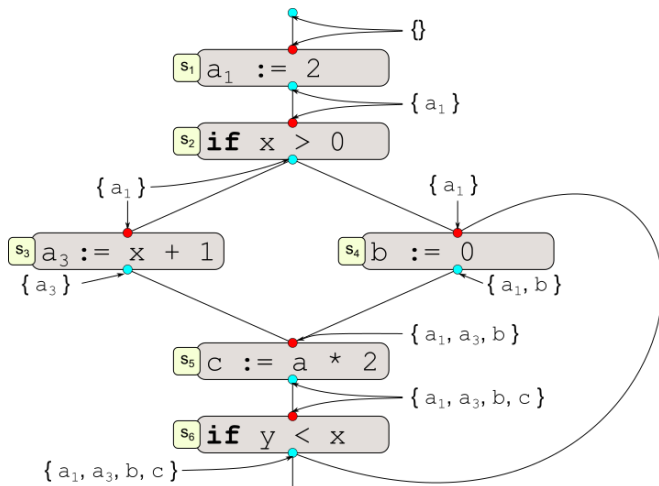 {}
S₁ a₁ := 2
{ a₁ }
S₂ if x > 0
{ a₁ } { a₁ }
S₃ a₃ := x + 1 S₄ b := 0
{ a₃ } { a₁, b }
{ a₁, a₃, b }
S₅ c := a * 2
{ a₁, a₃, b, c }
S₆ if y < x
{ a₁, a₃, b, c }